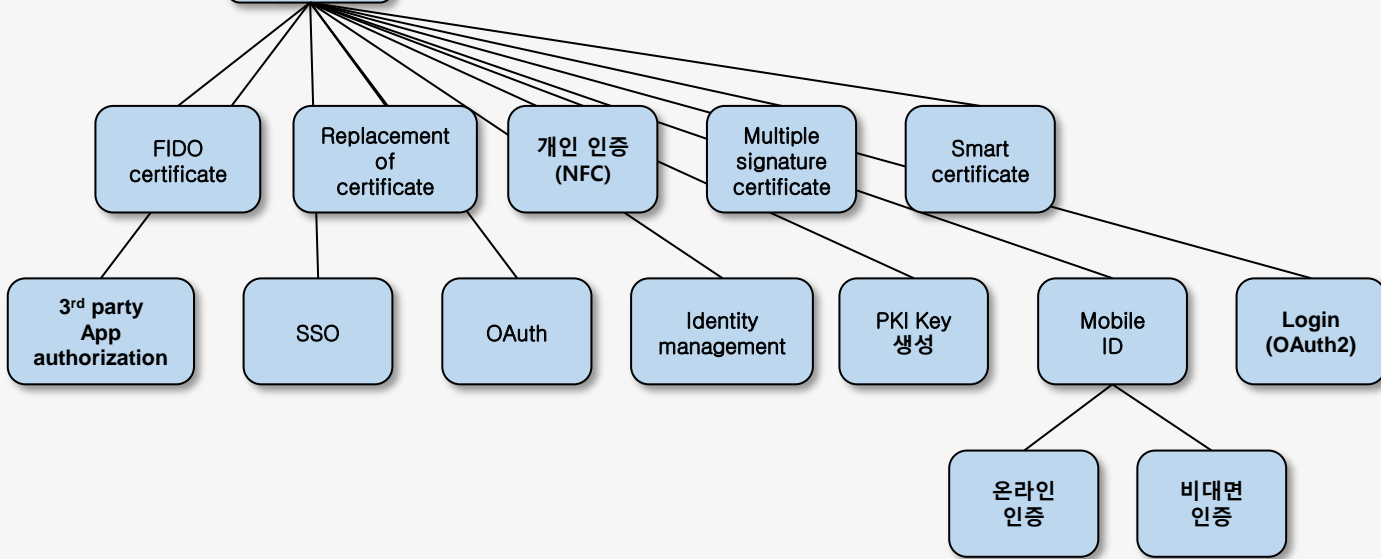 FIDO
certificate
Replacement
of
certificate
개인 인증
(NFC)
Multiple
signature
certificate
Smart
certificate
3rd party
App
authorization
SSO
OAuth
Identity
management
PKI Key
생성
Mobile
ID
Login
(OAuth2)
온라인
인증
비대면
인증